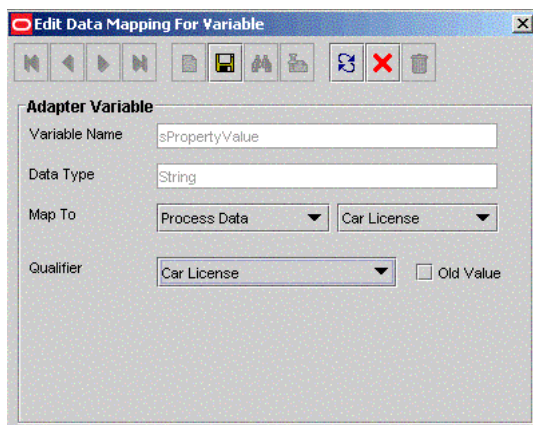 Edit Data Mapping For Variable
Adapter Variable
Variable Name sPropertyValue
Data Type String
Map To Process Data Car License
Qualifier Car License Old Value